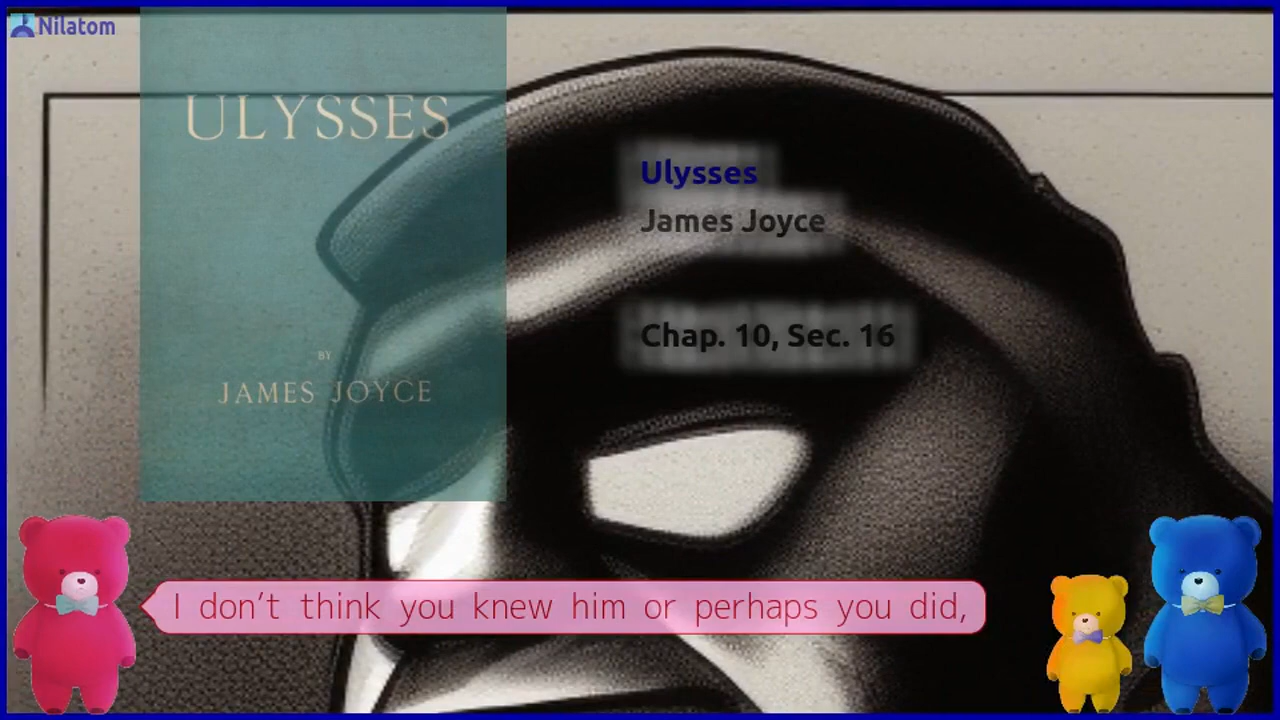 Nilatom
ULYSSES
BY
JAMES JOYCE
Ulysses
James Joyce
Chap. 10, Sec. 16
I don't think you knew him or perhaps you did,